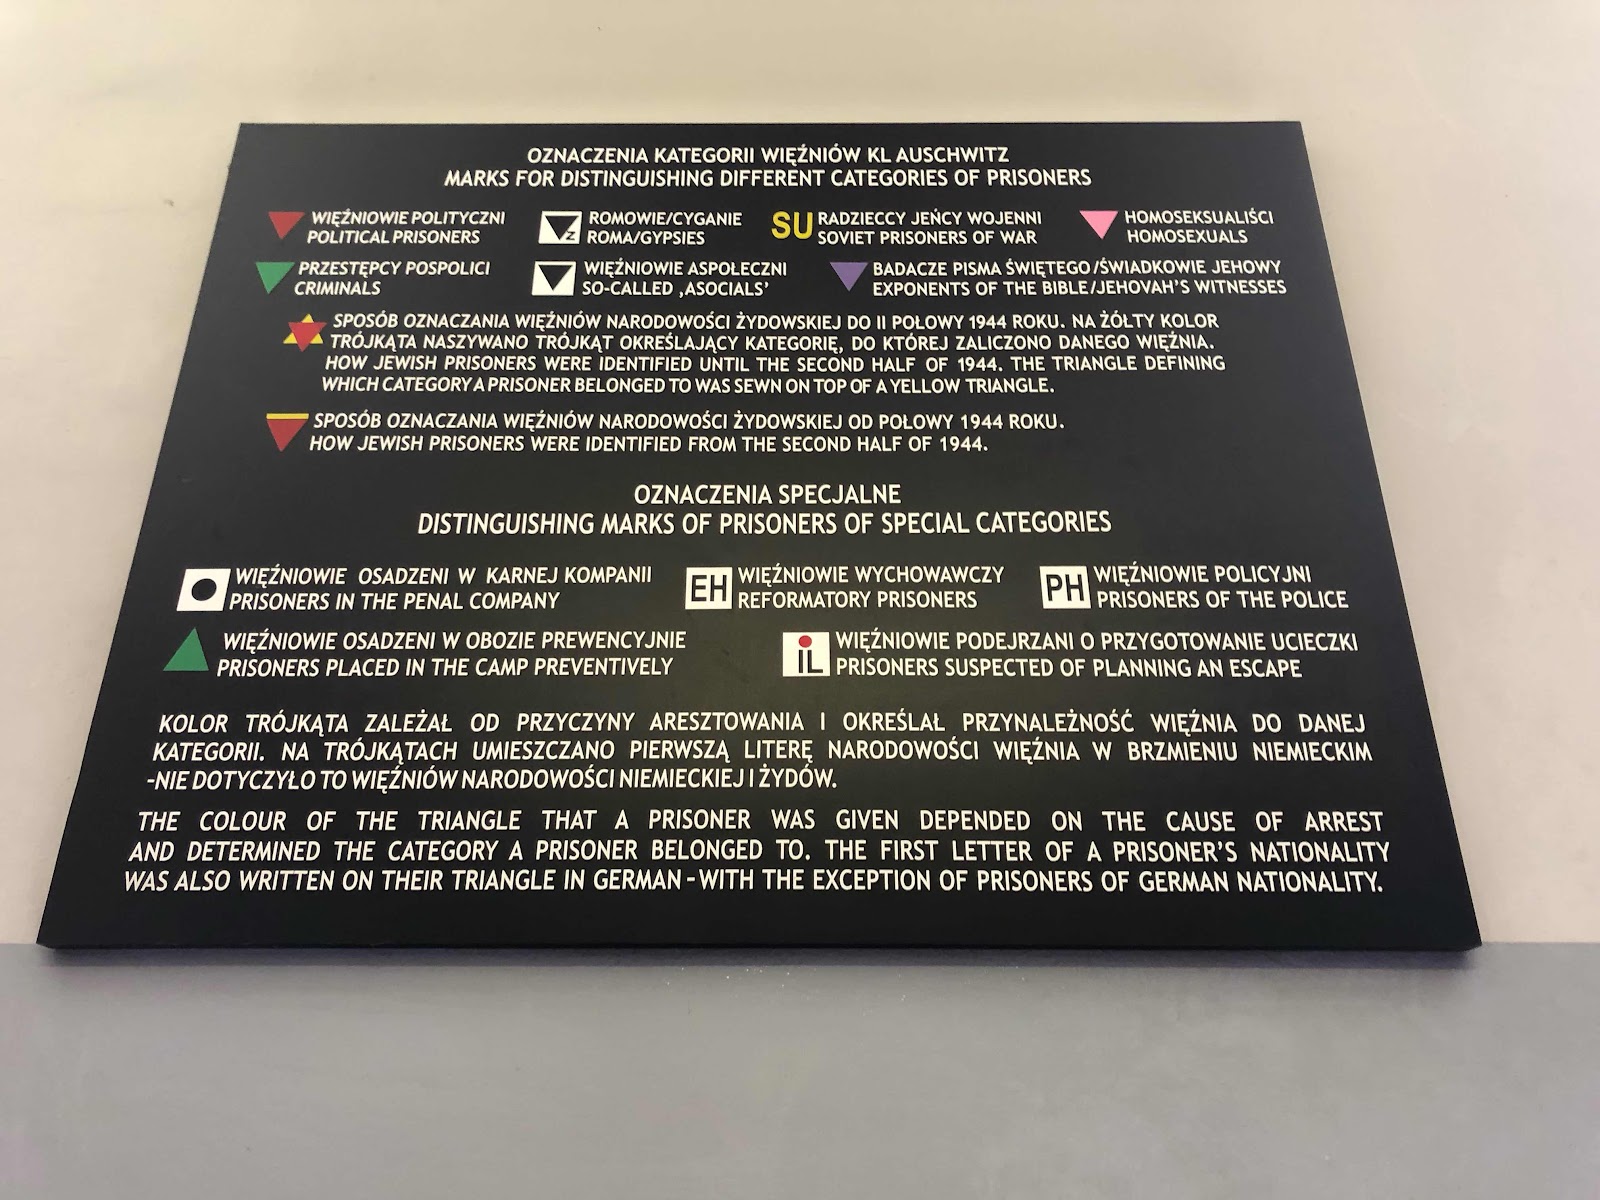 OZNACZENIA KATEGORII WIĘŹNIÓW KL AUSCHWITZ
MARKS FOR DISTINGUISHING DIFFERENT CATEGORIES OF PRISONERS
WIĘŹNIOWIE POLITYCZNI
POLITICAL PRISONERS
Z
ROMOWIE/CYGANIE
ROMA/GYPSIES
SU
RADZIECCY JEŃCY WOJENNI
SOVIET PRISONERS OF WAR
HOMOSEKSUALIŚCI
HOMOSEXUALS
PRZESTĘPCY POSPOLICI
CRIMINALS
WIĘŹNIOWIE ASPOŁECZNI
SO-CALLED ‚ASOCIALS’
BADACZE PISMA ŚWIĘTEGO/ŚWIADKOWIE JEHOWY
EXPONENTS OF THE BIBLE/JEHOVAH’S WITNESSES
SPOSÓB OZNACZANIA WIĘŹNIÓW NARODOWOŚCI ŻYDOWSKIEJ DO II POŁOWY 1944 ROKU. NA ŻÓŁTY KOLOR
TRÓJKĄTA NASZYWANO TRÓJKĄT OKREŚLAJĄCY KATEGORIĘ, DO KTÓREJ ZALICZONO DANEGO WIĘŹNIA.
HOW JEWISH PRISONERS WERE IDENTIFIED UNTIL THE SECOND HALF OF 1944. THE TRIANGLE DEFINING
WHICH CATEGORY A PRISONER BELONGED TO WAS SEWN ON TOP OF A YELLOW TRIANGLE.
SPOSÓB OZNACZANIA WIĘŹNIÓW NARODOWOŚCI ŻYDOWSKIEJ OD POŁOWY 1944 ROKU.
HOW JEWISH PRISONERS WERE IDENTIFIED FROM THE SECOND HALF OF 1944.
OZNACZENIA SPECJALNE
DISTINGUISHING MARKS OF PRISONERS OF SPECIAL CATEGORIES
WIĘŹNIOWIE OSADZENI W KARNEJ KOMPANII
PRISONERS IN THE PENAL COMPANY
EH
WIĘŹNIOWIE WYCHOWAWCZY
REFORMATORY PRISONERS
PH
WIĘŹNIOWIE POLICYJNI
PRISONERS OF THE POLICE
WIĘŹNIOWIE OSADZENI W OBOZIE PREWENCYJNIE
PRISONERS PLACED IN THE CAMP PREVENTIVELY
IL
WIĘŹNIOWIE PODEJRZANI O PRZYGOTOWANIE UCIECZKI
PRISONERS SUSPECTED OF PLANNING AN ESCAPE
KOLOR TRÓJKĄTA ZALEŻAŁ OD PRZYCZYNY ARESZTOWANIA I OKREŚLAŁ PRZYNALEŻNOŚĆ WIĘŹNIA DO DANEJ
KATEGORII. NA TRÓJKĄTACH UMIESZCZANO PIERWSZĄ LITERĘ NARODOWOŚCI WIĘŹNIA W BRZMIENIU NIEMIECKIM
-NIE DOTYCZYŁO TO WIĘŹNIÓW NARODOWOŚCI NIEMIECKIEJ I ŻYDÓW.
THE COLOUR OF THE TRIANGLE THAT A PRISONER WAS GIVEN DEPENDED ON THE CAUSE OF ARREST
AND DETERMINED THE CATEGORY A PRISONER BELONGED TO. THE FIRST LETTER OF A PRISONER’S NATIONALITY
WAS ALSO WRITTEN ON THEIR TRIANGLE IN GERMAN - WITH THE EXCEPTION OF PRISONERS OF GERMAN NATIONALITY.